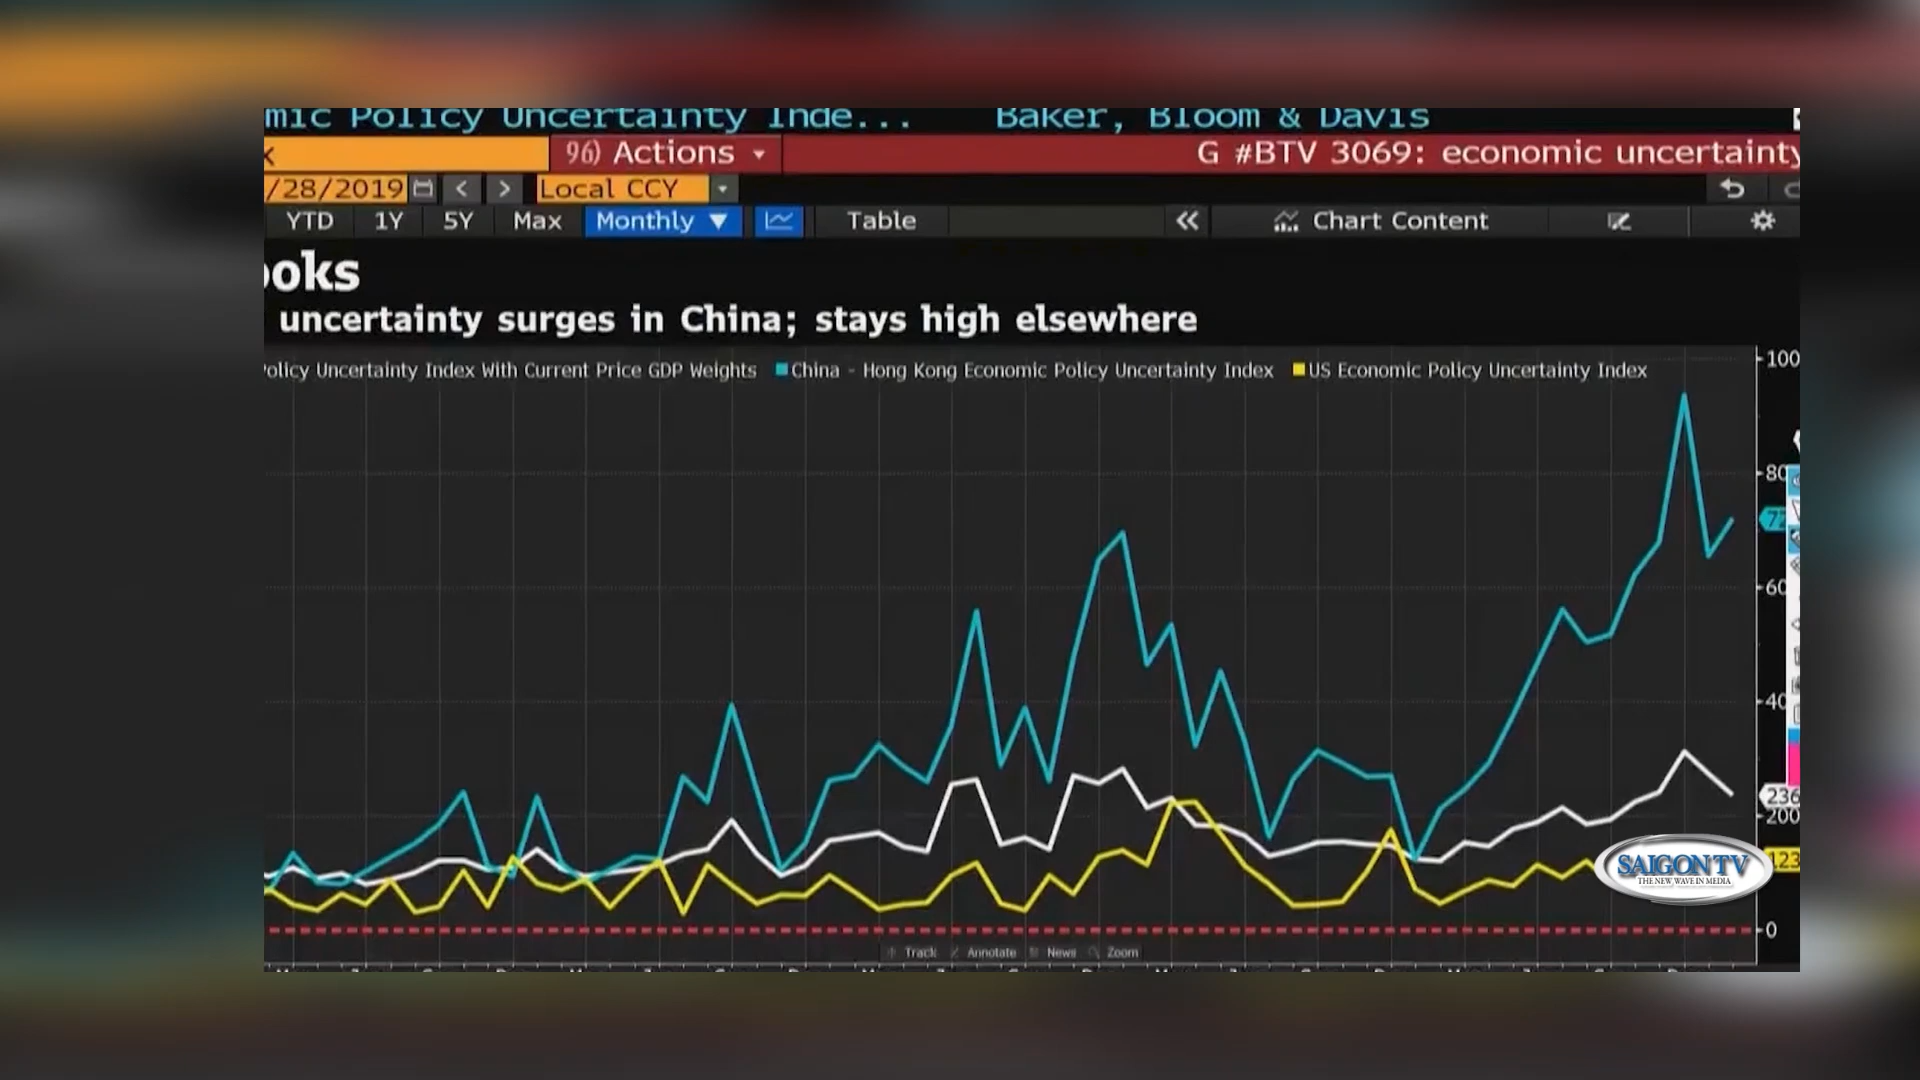 mic Policy Uncertainty Inde... Baker, Bloom & Davis
x 96) Actions G #BTV 3069: economic uncertainty
/28/2019 < > Local CCY
YTD 1Y 5Y Max Monthly ▼ Table « Chart Content
ooks
uncertainty surges in China; stays high elsewhere
Policy Uncertainty Index With Current Price GDP Weights China - Hong Kong Economic Policy Uncertainty Index US Economic Policy Uncertainty Index
100
80
72
60
40
236
200
SAIGON TV
THE NEW WAVE IN MEDIA
123
0
Track Annotate News Zoom